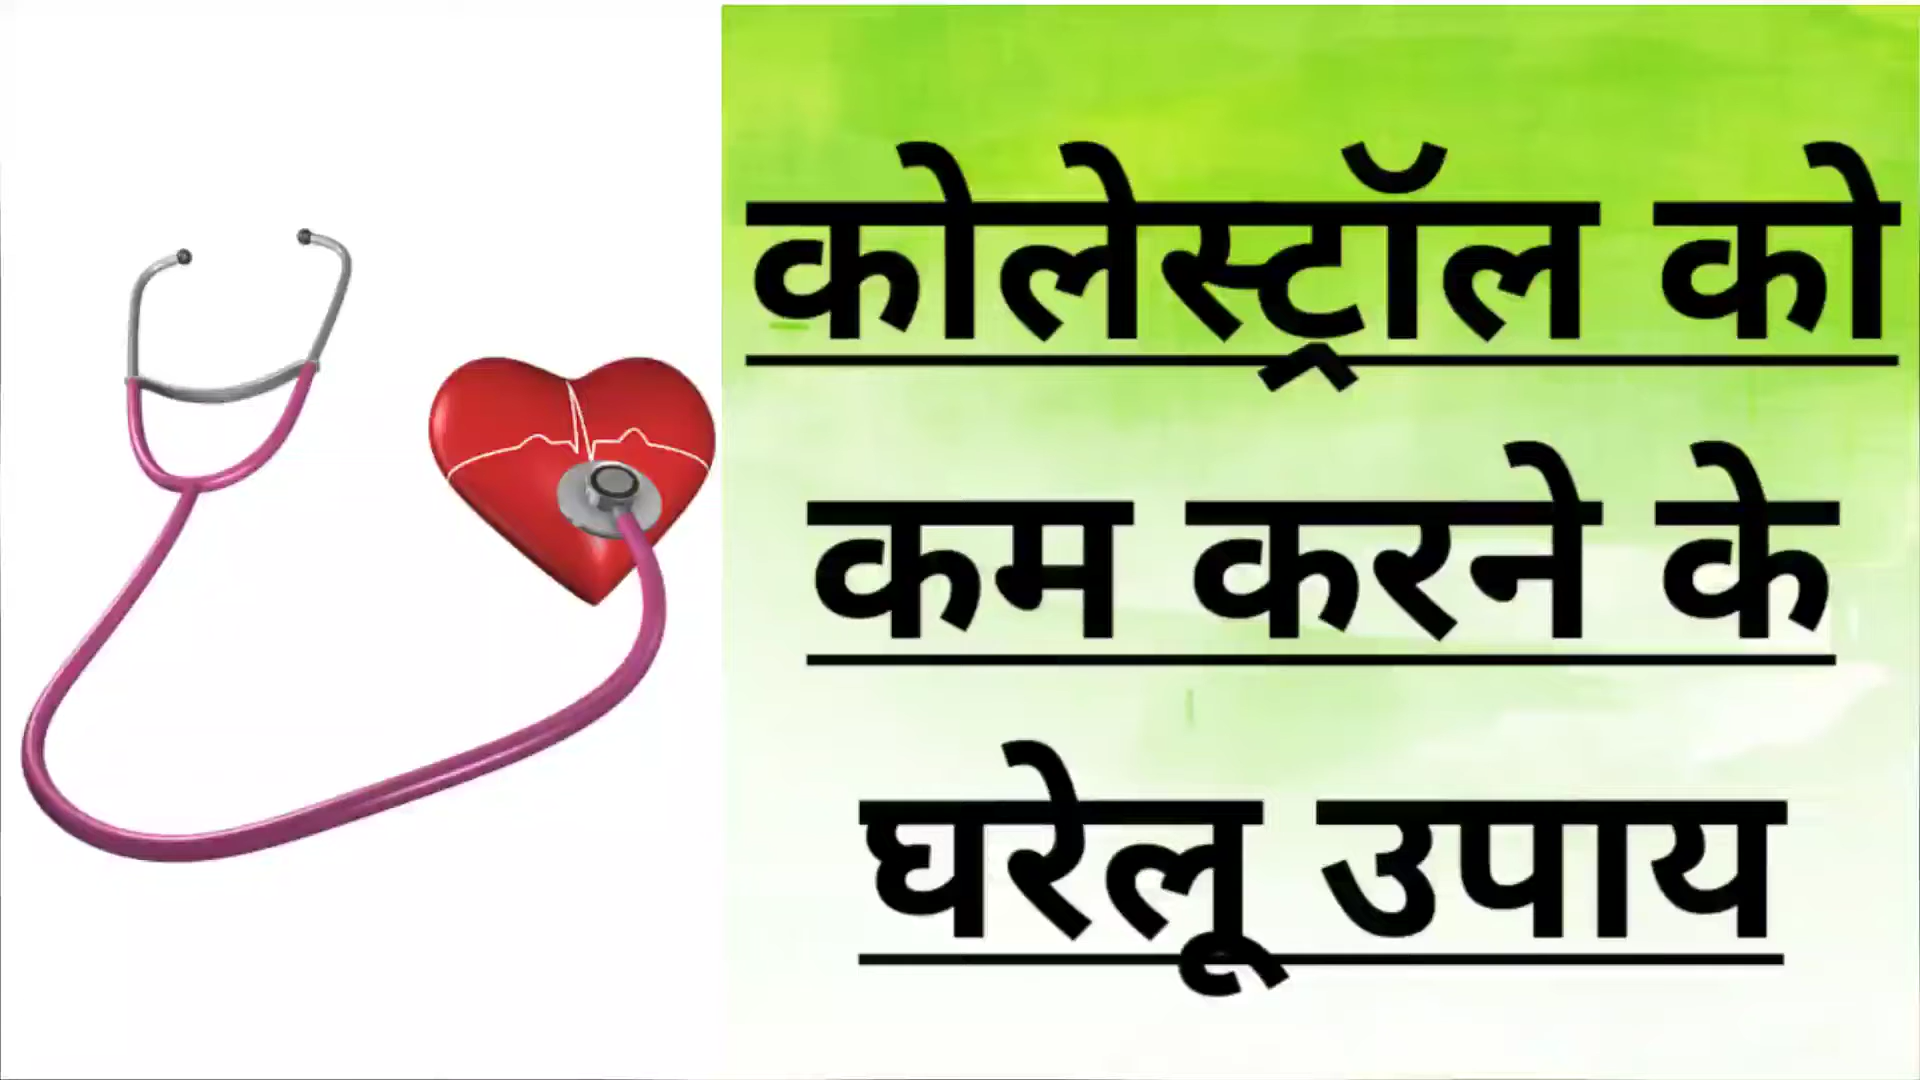 कोलेस्ट्रॉल को
कम करने के
घरेलू उपाय